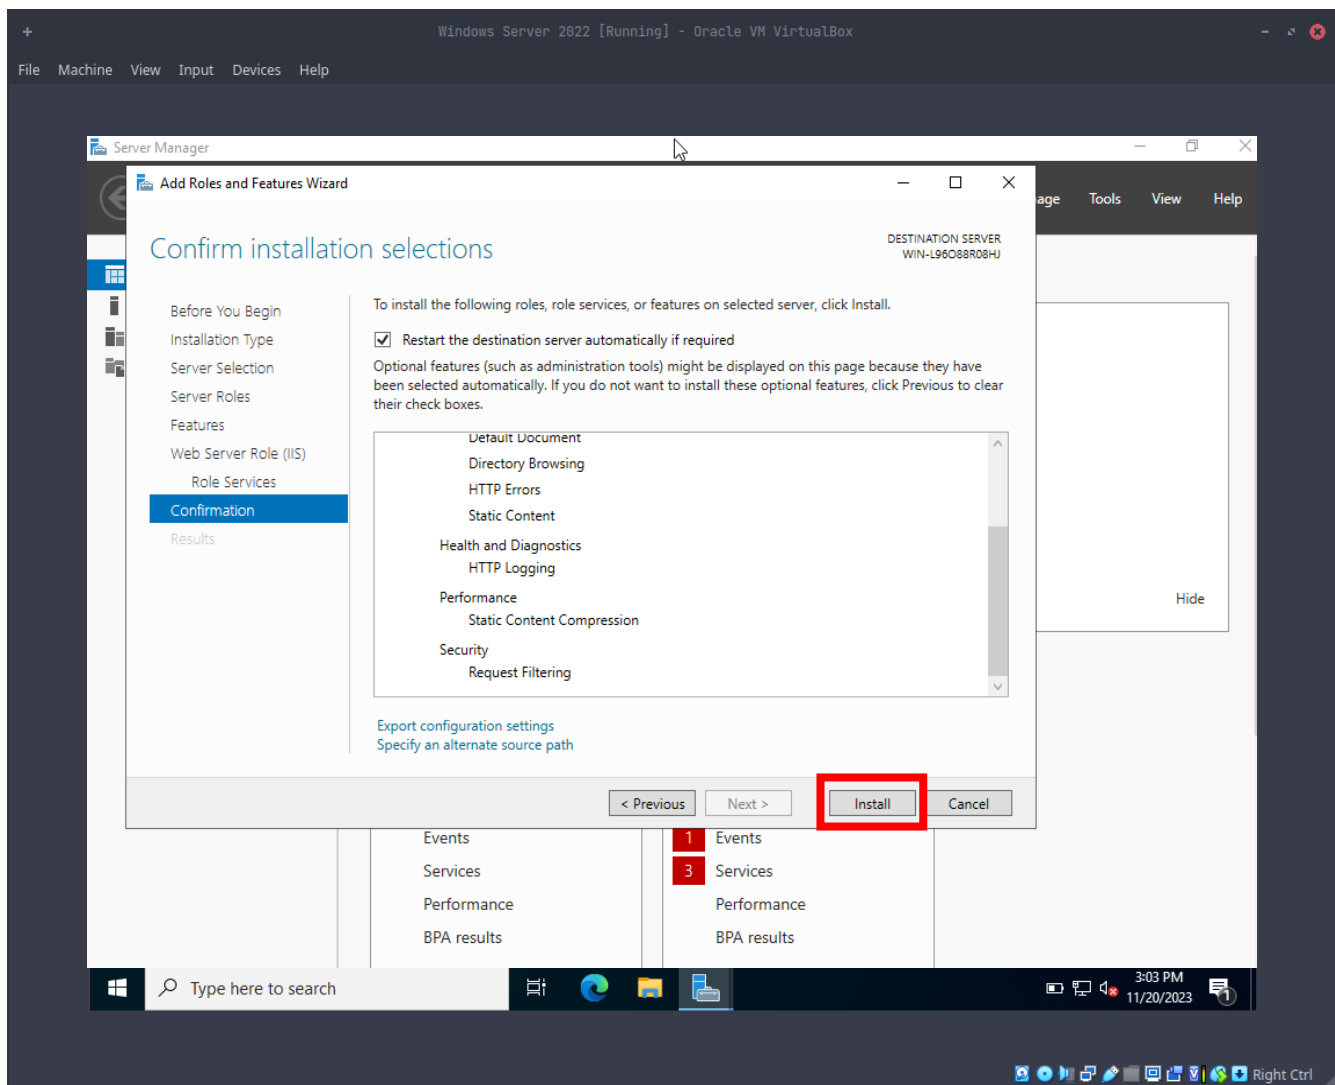 Windows Server 2022 [Running] - Oracle VM VirtualBox
File Machine View Input Devices Help
Server Manager
Add Roles and Features Wizard
Tools View Help
Confirm installation selections
DESTINATION SERVER
WIN-L96O88R08HJ
Before You Begin
Installation Type
Server Selection
Server Roles
Features
Web Server Role (IIS)
Role Services
Confirmation
Results
To install the following roles, role services, or features on selected server, click Install.
Restart the destination server automatically if required
Optional features (such as administration tools) might be displayed on this page because they have
been selected automatically. If you do not want to install these optional features, click Previous to clear
their check boxes.
Default Document
Directory Browsing
HTTP Errors
Static Content
Health and Diagnostics
HTTP Logging
Performance
Static Content Compression
Security
Request Filtering
Export configuration settings
Specify an alternate source path
< Previous Next > Install Cancel
Hide
Events
Services
Performance
BPA results
1 Events
3 Services
Performance
BPA results
Type here to search
3:03 PM
11/20/2023
1
Right Ctrl